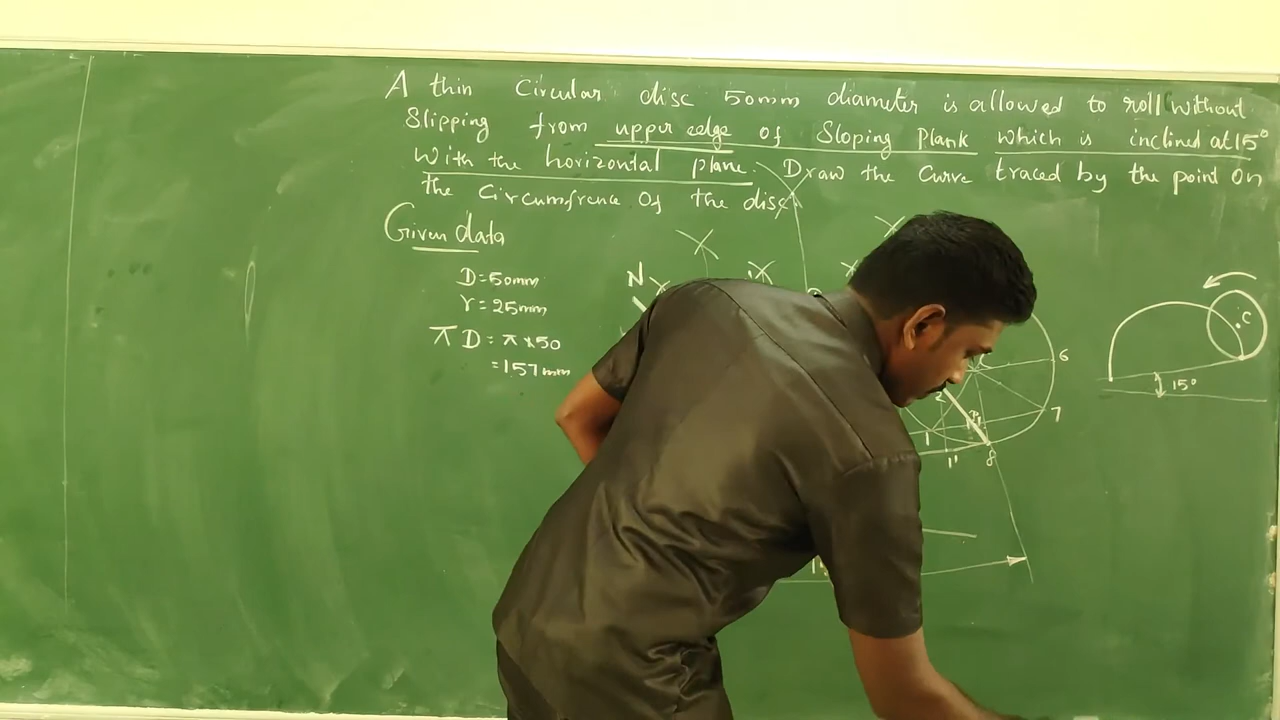 A thin Circular disc 50mm diameter is allowed to roll without
Slipping from upper edge of Sloping Plank which is inclined at 15°
With the horizontal plane. Draw the Curve traced by the point On
the Circumfrence Of the disc
Given data
D=50mm
r=25mm
πD=π×50
=157mm
N
6
7
2
P1
1
1'
8
C
15°